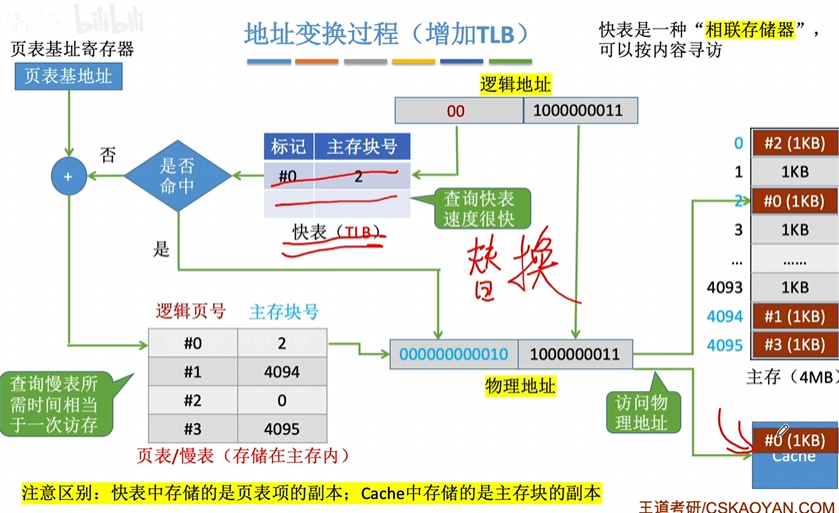 bilibili
地址变换过程（增加TLB）
快表是一种“相联存储器”，
可以按内容寻访
页表基址寄存器
页表基地址
逻辑地址
00 1000000011
标记 主存块号
#0 2
快表（TLB）
否
是否
命中
+
是
查询快表
速度很快
替换
0 #2 (1KB)
1 1KB
2 #0 (1KB)
3 1KB
... ......
4093 1KB
4094 #1 (1KB)
4095 #3 (1KB)
主存（4MB）
逻辑页号 主存块号
#0 2
#1 4094
#2 0
#3 4095
页表/慢表（存储在主存内）
查询慢表所
需时间相当
于一次访存
000000000010 1000000011
物理地址
访问物
理地址
#0 (1KB)
Cache
注意区别：快表中存储的是页表项的副本；Cache中存储的是主存块的副本
王道考研/CSKAOYAN.COM